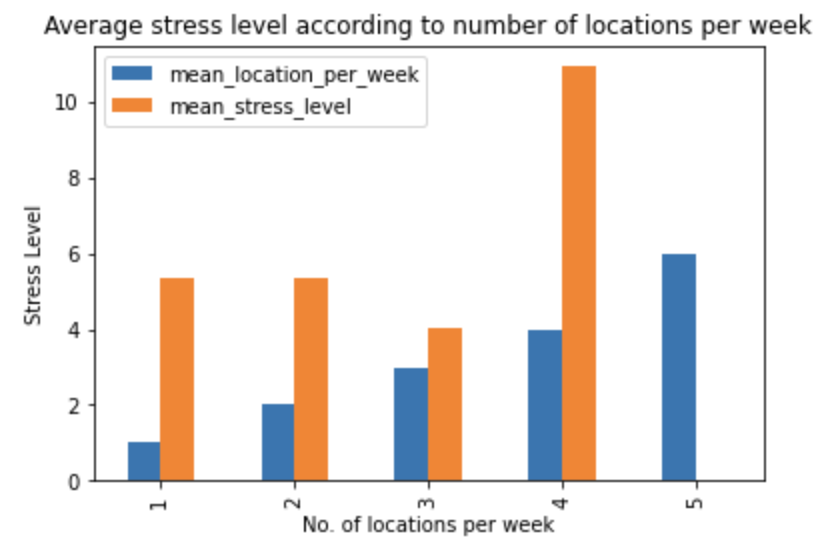 Average stress level according to number of locations per week
mean_location_per_week
mean_stress_level
10
8
6
4
2
0
Stress Level
1
2
3
4
5
No. of locations per week